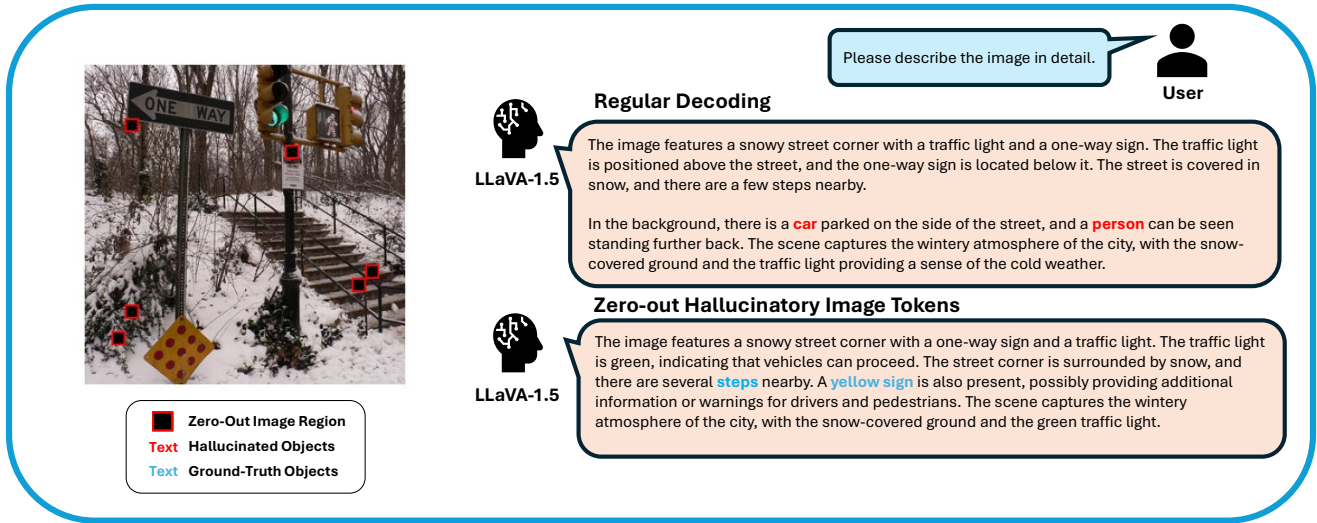 Please describe the image in detail.
User
ONE WAY
Regular Decoding
LLaVA-1.5
The image features a snowy street corner with a traffic light and a one-way sign. The traffic light
is positioned above the street, and the one-way sign is located below it. The street is covered in
snow, and there are a few steps nearby.
In the background, there is a car parked on the side of the street, and a person can be seen
standing further back. The scene captures the wintery atmosphere of the city, with the snow-
covered ground and the traffic light providing a sense of the cold weather.
Zero-out Hallucinatory Image Tokens
LLaVA-1.5
The image features a snowy street corner with a one-way sign and a traffic light. The traffic light
is green, indicating that vehicles can proceed. The street corner is surrounded by snow, and
there are several steps nearby. A yellow sign is also present, possibly providing additional
information or warnings for drivers and pedestrians. The scene captures the wintery
atmosphere of the city, with the snow-covered ground and the green traffic light.
Zero-Out Image Region
Text Hallucinated Objects
Text Ground-Truth Objects